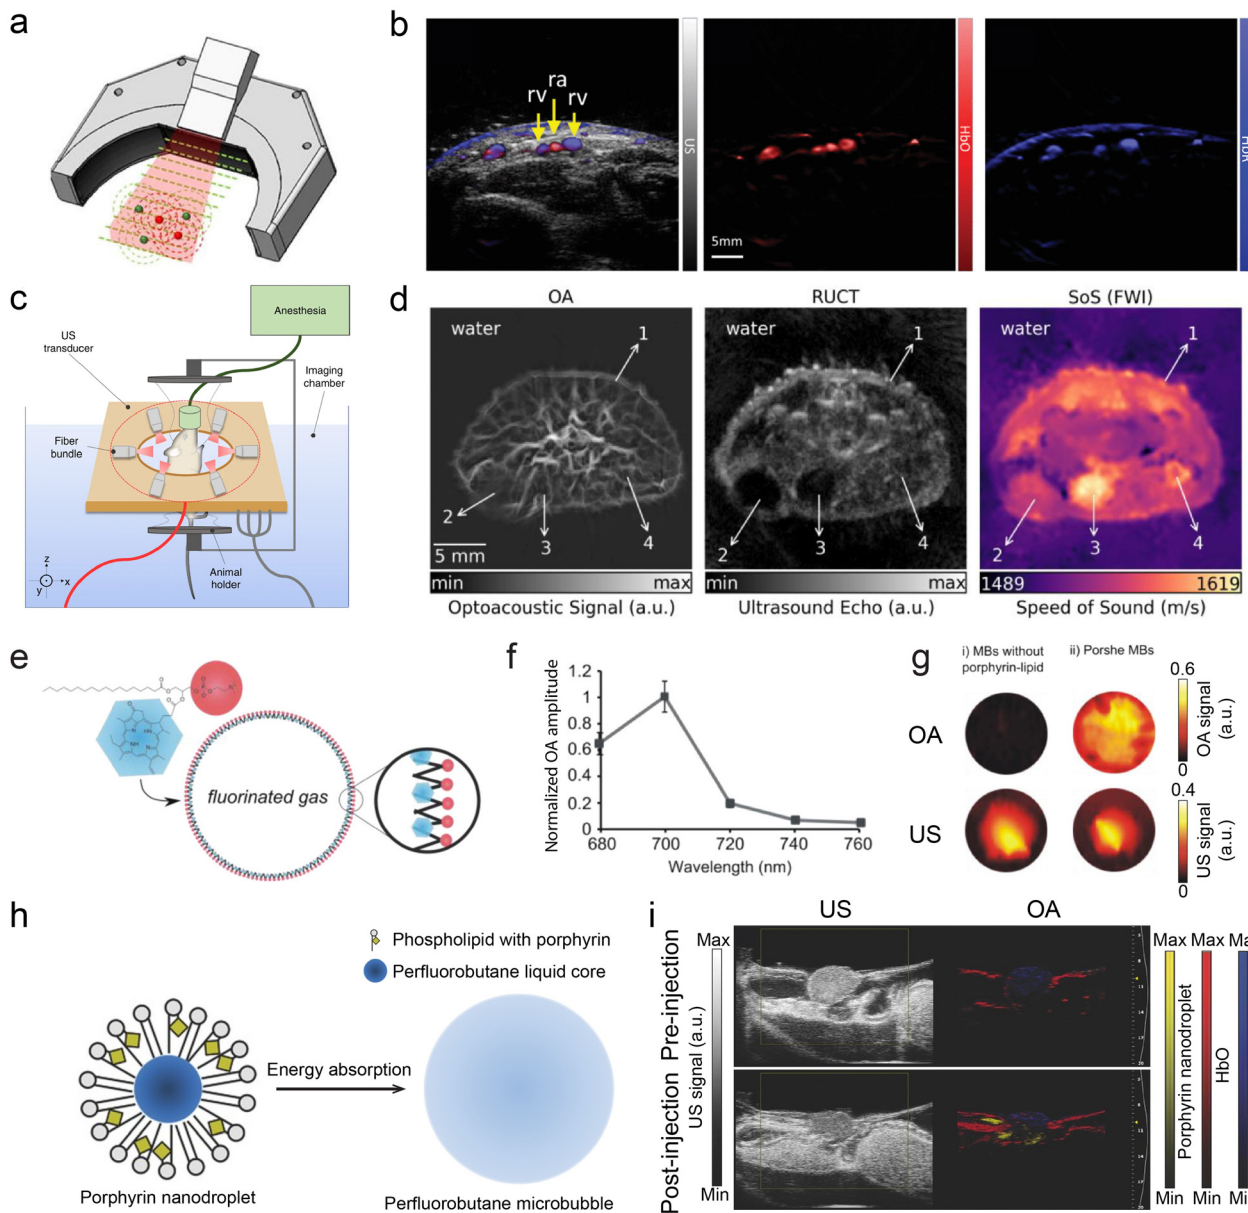 a
b
rv
ra
rv
US
HbO
5mm
HbR
c
Anesthesia
US
transducer
Imaging
chamber
Fiber
bundle
Animal
holder
z
x
y
d
OA
RUCT
SoS (FWI)
water
1
2
3
4
5 mm
min
max
Optoacoustic Signal (a.u.)
water
1
2
3
4
min
max
Ultrasound Echo (a.u.)
water
1
2
3
4
1489
1619
Speed of Sound (m/s)
e
fluorinated gas
f
Normalized OA amplitude
1.2
1
0.8
0.6
0.4
0.2
0
680
700
720
740
760
Wavelength (nm)
g
i) MBs without
porphyrin-lipid
ii) Porshe MBs
OA
US
0.6
0
OA signal
(a.u.)
0.4
0
US signal
(a.u.)
h
Phospholipid with porphyrin
Perfluorobutane liquid core
Energy absorption
Porphyrin nanodroplet
Perfluorobutane microbubble
i
US
OA
Pre-injection
Post-injection
Max
US signal (a.u.)
Min
Max
Porphyrin nanodroplet
Min
Max
HbO
Min
Ma
Mi